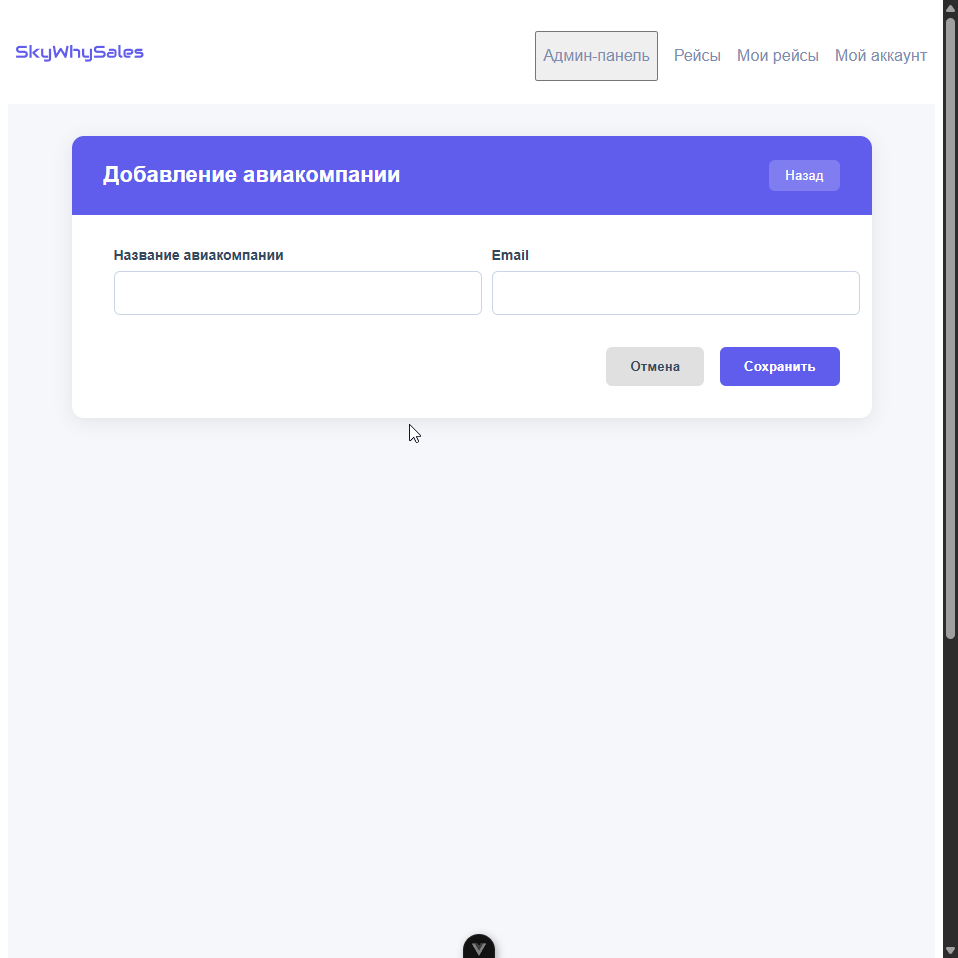 SkyWhySales
Админ-панель Рейсы Мои рейсы Мой аккаунт
Добавление авиакомпании
Назад
Название авиакомпании Email
Отмена Сохранить